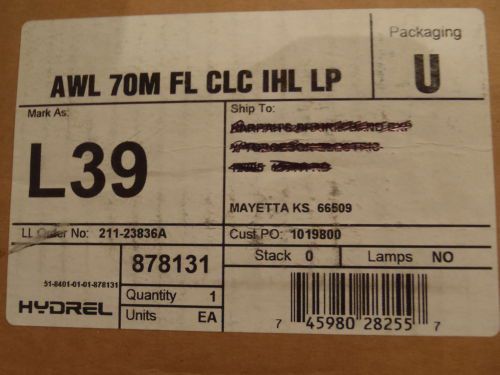 Packaging
U
AWL 70M FL CLC IHL LP
Mark As:
L39
Ship To:
MAYETTA KS 66509
LL Order No: 211-23836A
Cust PO: 1019800
878131
Stack 0
Lamps NO
51-8401-01-01-878131
HYDREL
Quantity 1
Units EA
7 45980 28255 7